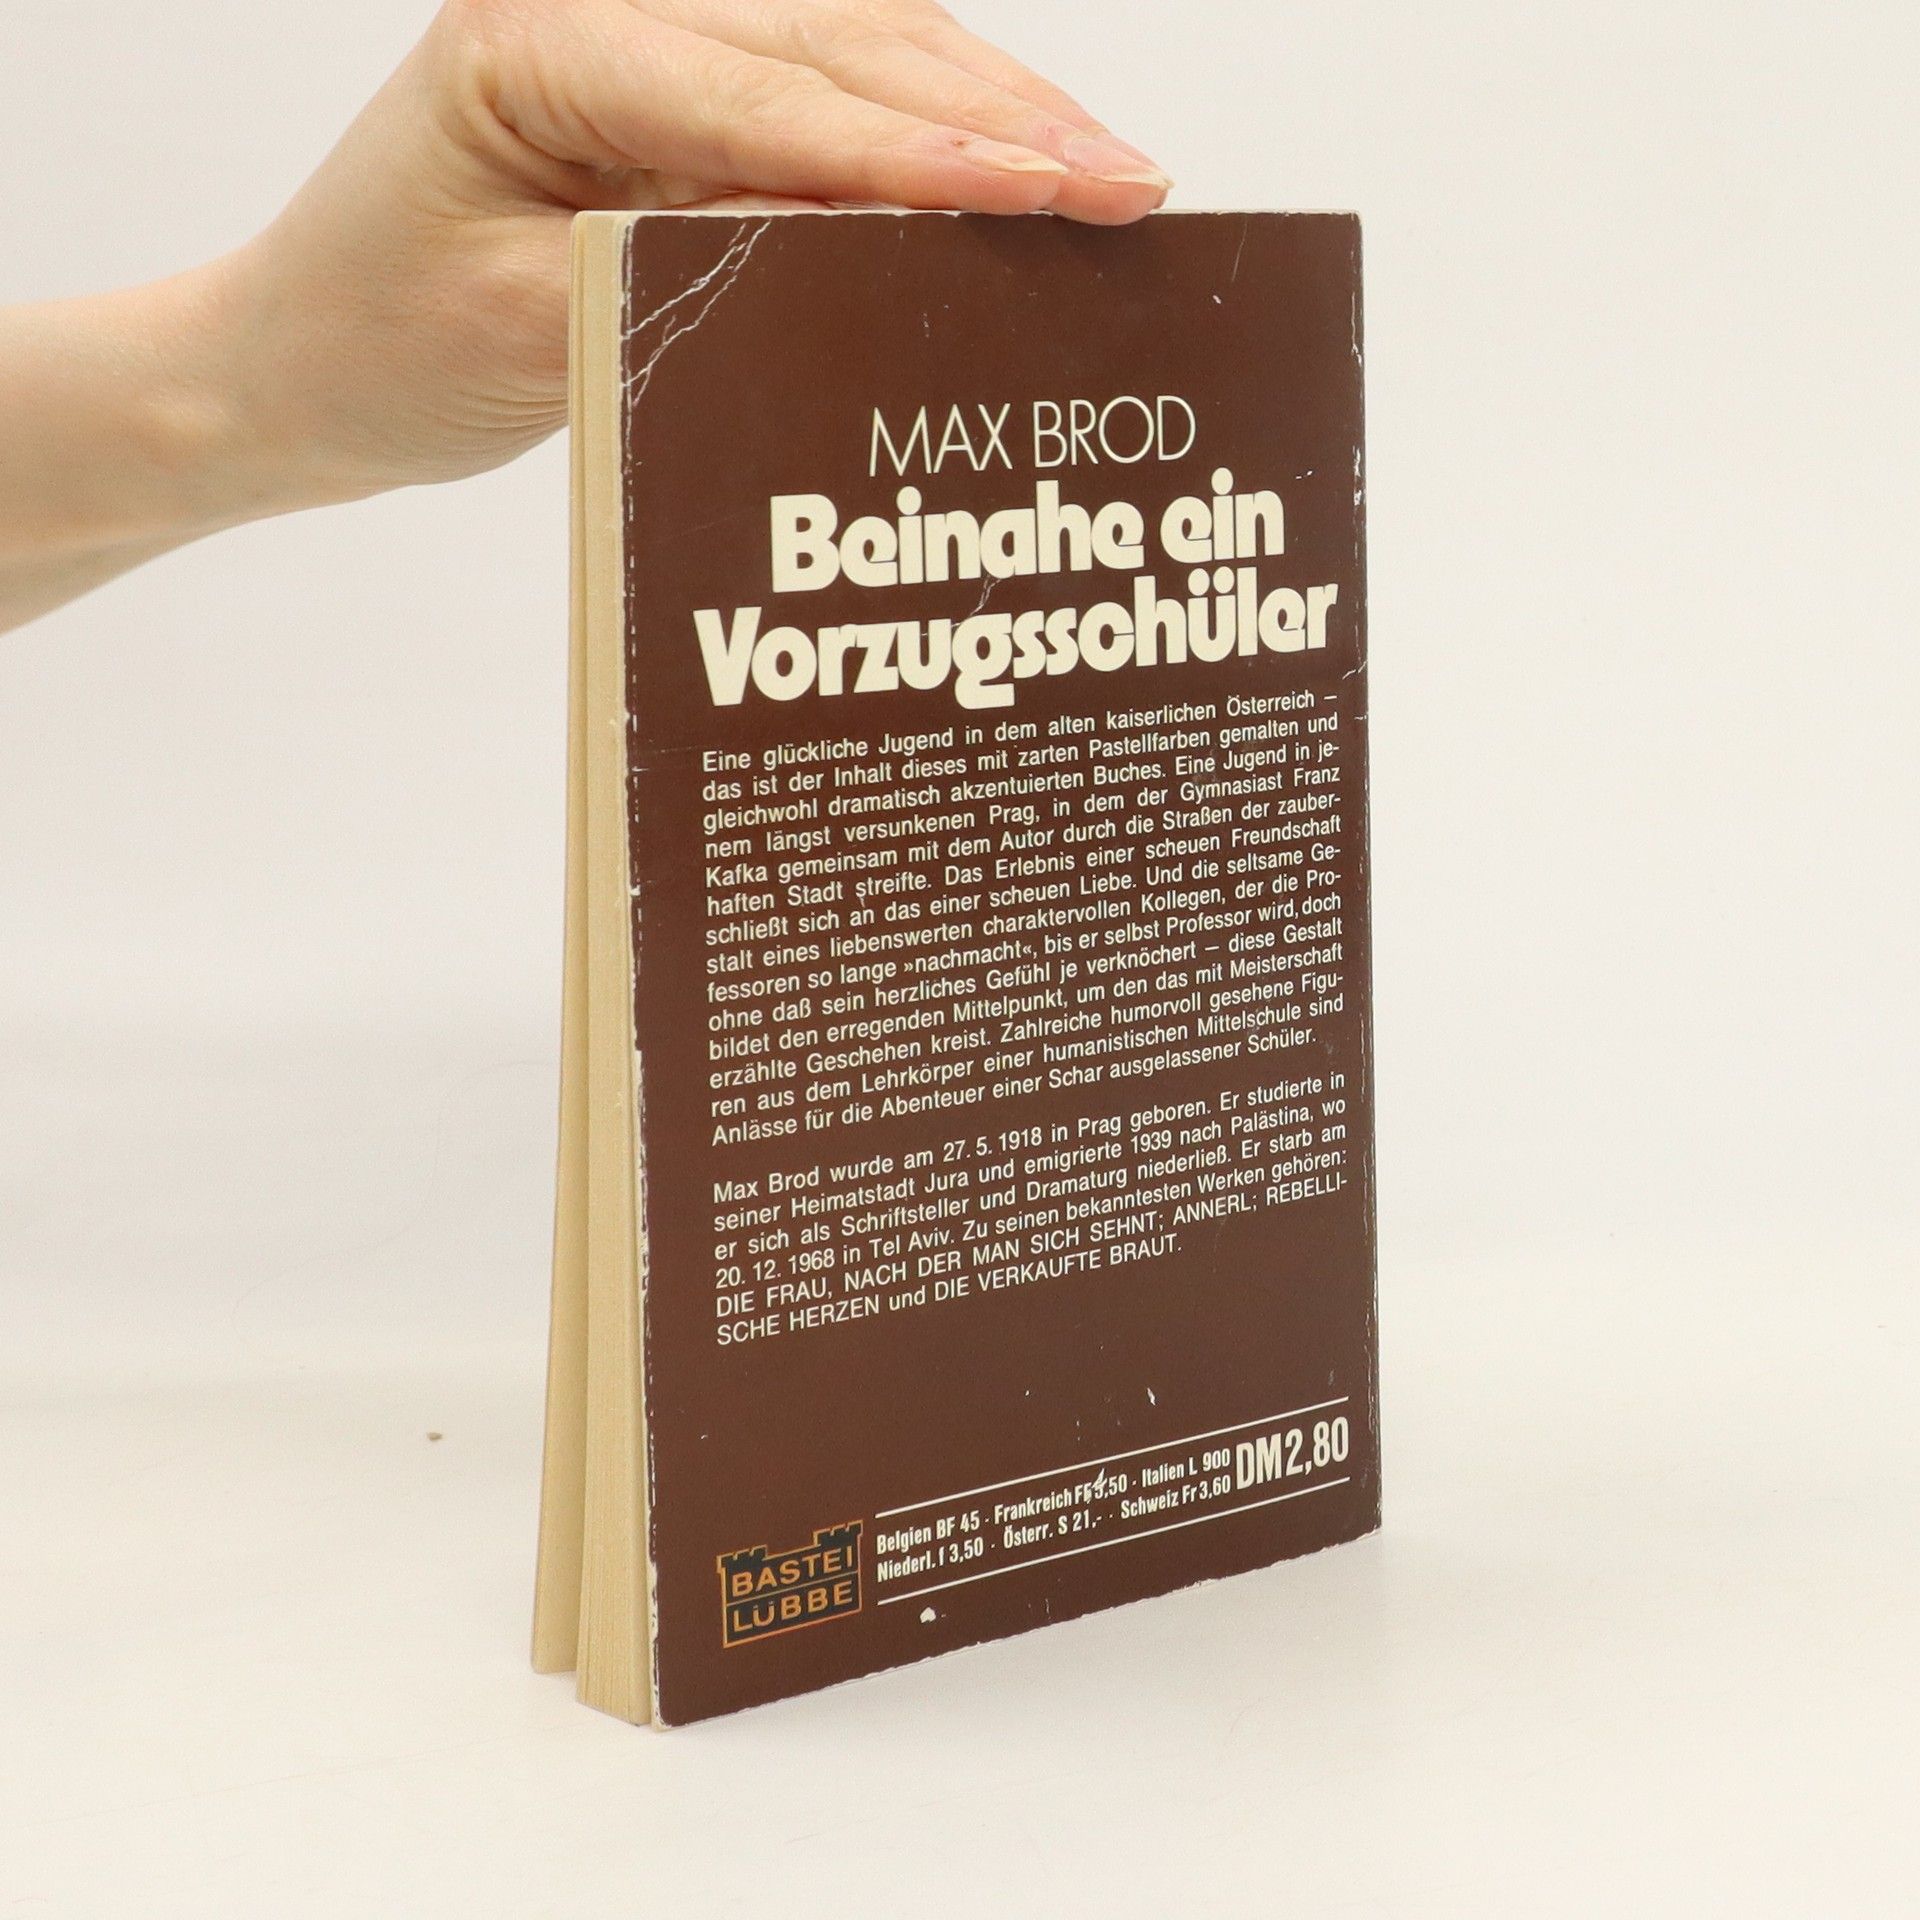 MAX BROD
Beinahe ein
Vorzugsschüler
Eine glückliche Jugend in dem alten kaiserlichen Österreich –
das ist der Inhalt dieses mit zarten Pastellfarben gemalten und
gleichwohl dramatisch akzentuierten Buches. Eine Jugend in je-
nem längst versunkenen Prag, in dem der Gymnasiast Franz
Kafka gemeinsam mit dem Autor durch die Straßen der zauber-
haften Stadt streifte. Das Erlebnis einer scheuen Freundschaft
schließt sich an das einer scheuen Liebe. Und die seltsame Ge-
stalt eines liebenswerten charaktervollen Kollegen, der die Pro-
fessoren so lange »nachmacht«, bis er selbst Professor wird, doch
ohne daß sein herzliches Gefühl je verknöchert – diese Gestalt
bildet den erregenden Mittelpunkt, um den das mit Meisterschaft
erzählte Geschehen kreist. Zahlreiche humorvoll gesehene Figu-
ren aus dem Lehrkörper einer humanistischen Mittelschule sind
Anlässe für die Abenteuer einer Schar ausgelassener Schüler.
Max Brod wurde am 27. 5. 1918 in Prag geboren. Er studierte in
seiner Heimatstadt Jura und emigrierte 1939 nach Palästina, wo
er sich als Schriftsteller und Dramaturg niederließ. Er starb am
20. 12. 1968 in Tel Aviv. Zu seinen bekanntesten Werken gehören:
DIE FRAU, NACH DER MAN SICH SEHNT; ANNERL; REBELLI-
SCHE HERZEN und DIE VERKAUFTE BRAUT.
Belgien BF 45 · Frankreich FF 5,50 · Italien L 900
Niederl. f 3,50 · Österr. S 21,- · Schweiz Fr 3,60
DM 2,80
BASTEI
LÜBBE